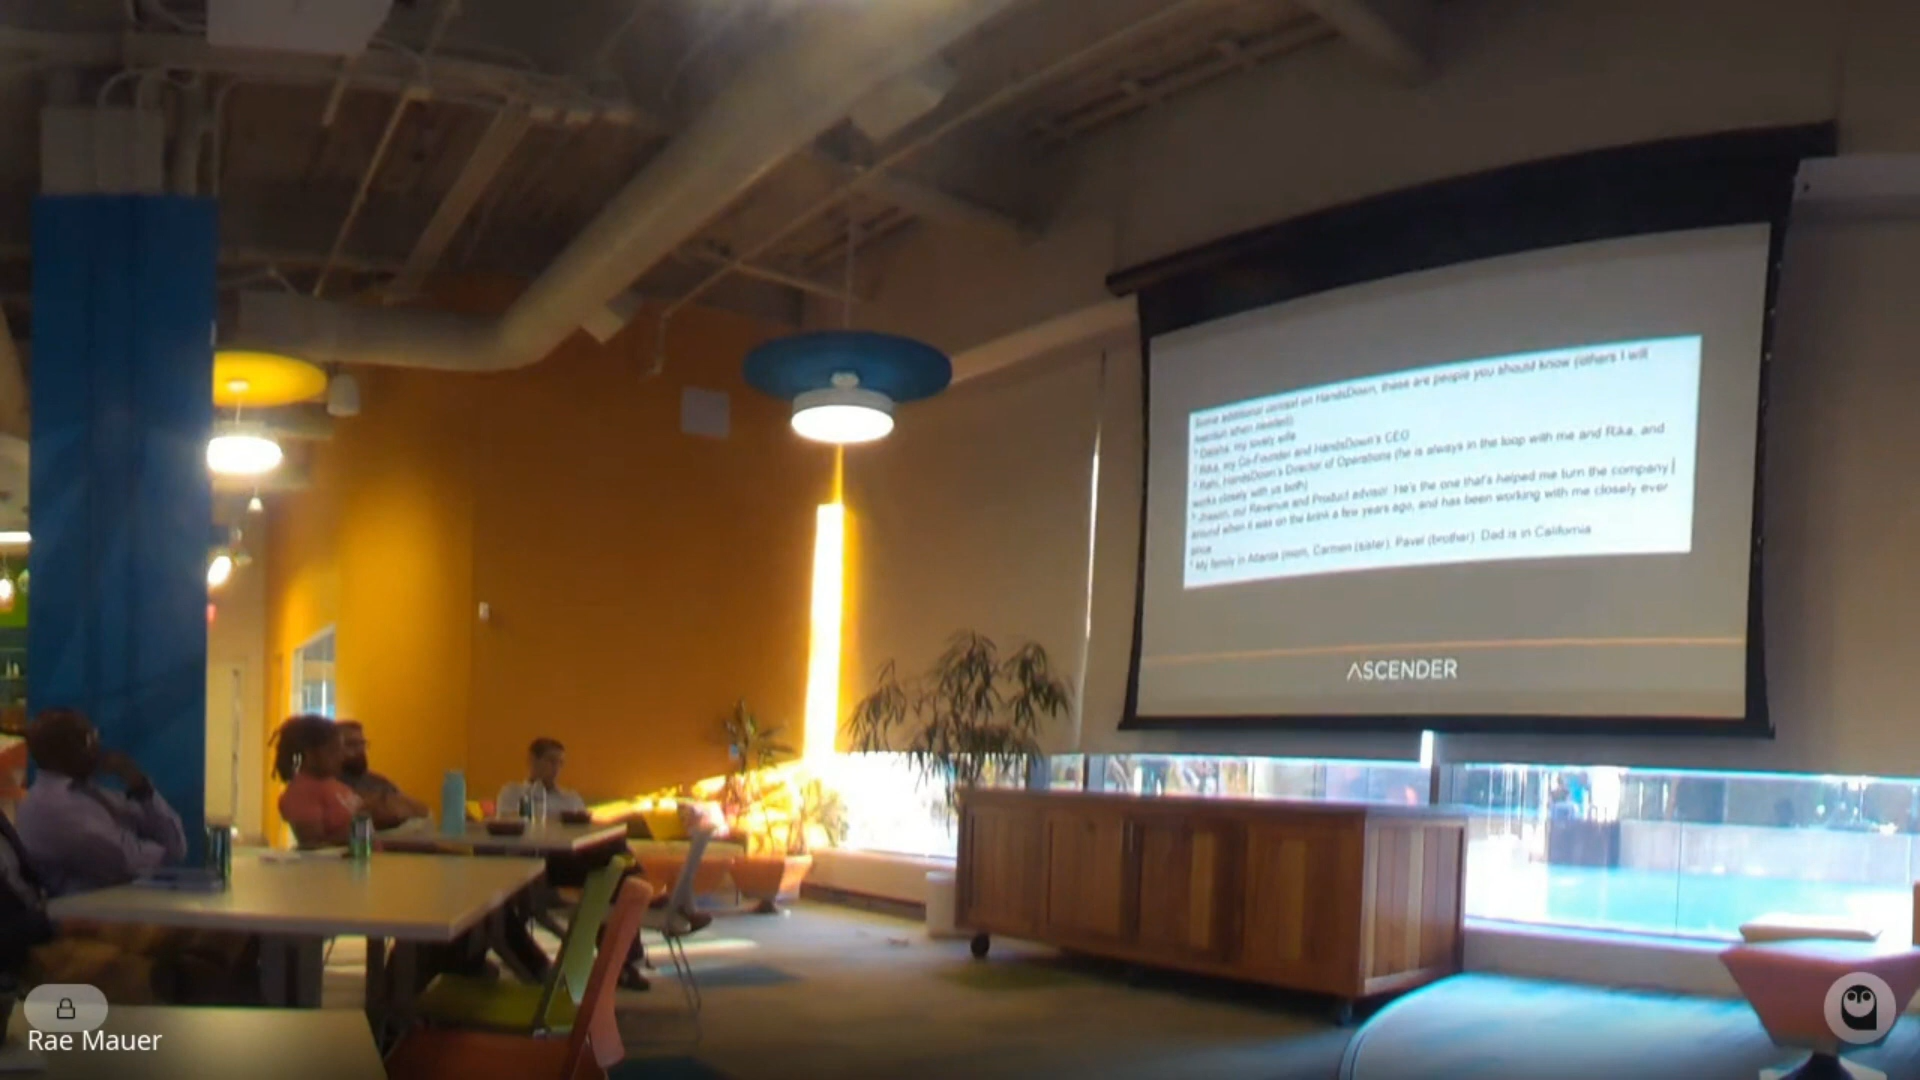 Some additional context on HandsDown, these are people you should know (others I will
mention when needed):
* my lovely wife
* Rika, my Co-Founder and HandsDown's CEO
* Rahi, HandsDown's Director of Operations (he is always in the loop with me and Rika, and
works closely with us both)
* our Revenue and Product advisor. He's the one that's helped me turn the company
around when it was on the brink a few years ago, and has been working with me closely ever
since
* My family in Atlanta (mom, Carmen (sister), Pavel (brother). Dad is in California
ASCENDER
Rae Mauer